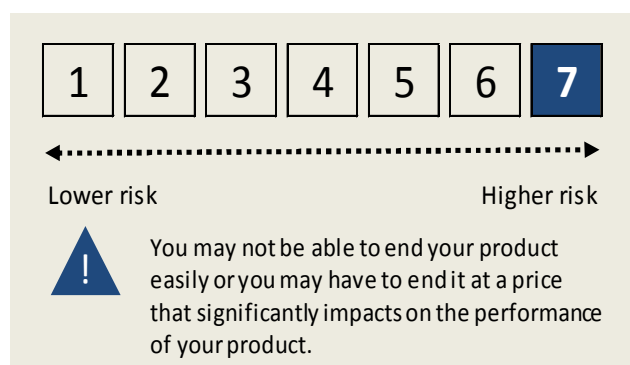 1 2 3 4 5 6 7
Lower risk Higher risk
! You may not be able to end your product
easily or you may have to end it at a price
that significantly impacts on the performance
of your product.